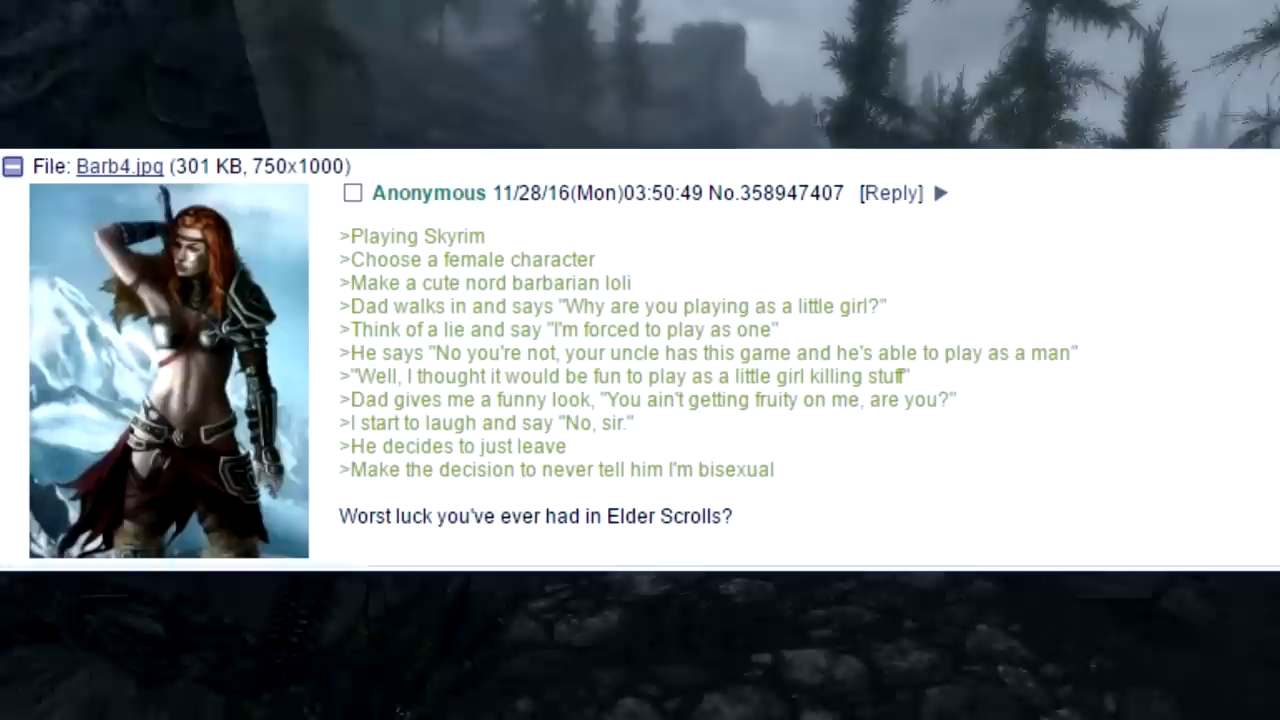 File: Barb4.jpg (301 KB, 750x1000)
Anonymous 11/28/16(Mon)03:50:49 No.358947407 [Reply] ▶
>Playing Skyrim
>Choose a female character
>Make a cute nord barbarian loli
>Dad walks in and says "Why are you playing as a little girl?"
>Think of a lie and say "I'm forced to play as one"
>He says "No you're not, your uncle has this game and he's able to play as a man"
>"Well, I thought it would be fun to play as a little girl killing stuff"
>Dad gives me a funny look, "You ain't getting fruity on me, are you?"
>I start to laugh and say "No, sir."
>He decides to just leave
>Make the decision to never tell him I'm bisexual
Worst luck you've ever had in Elder Scrolls?